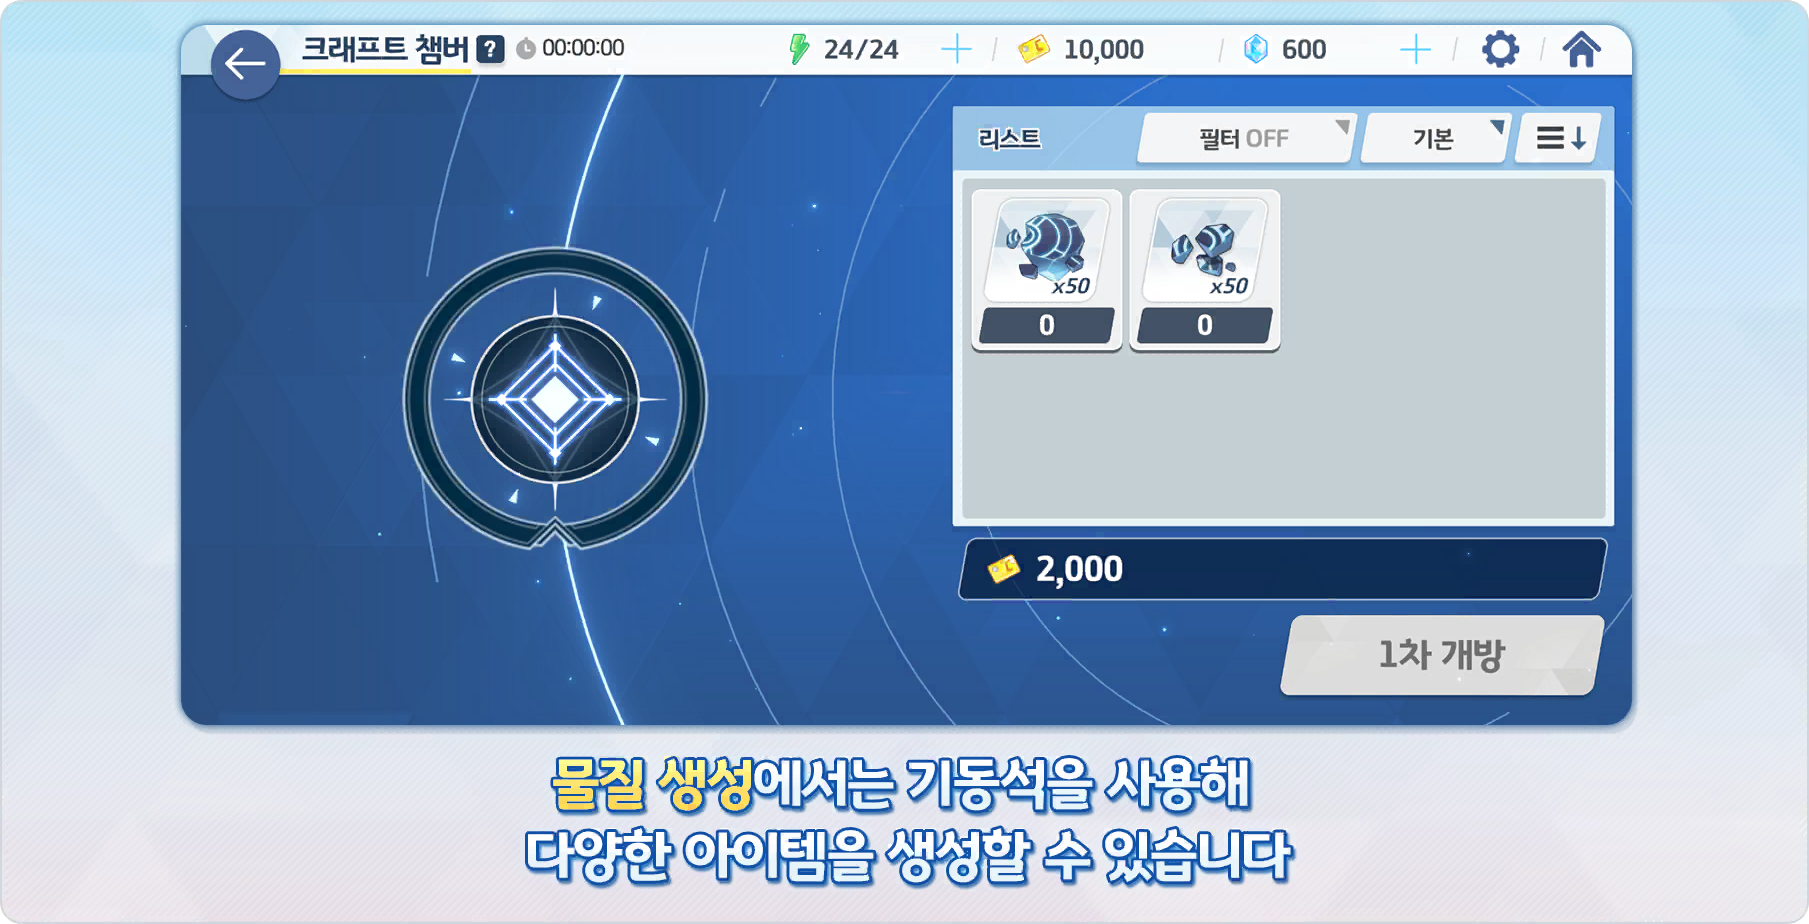 크래프트 챔버 ? 00:00:00 24/24 10,000 600
리스트 필터 OFF 기본
x50 x50
0 0
2,000
1차 개방
물질 생성에서는 기동석을 사용해
다양한 아이템을 생성할 수 있습니다